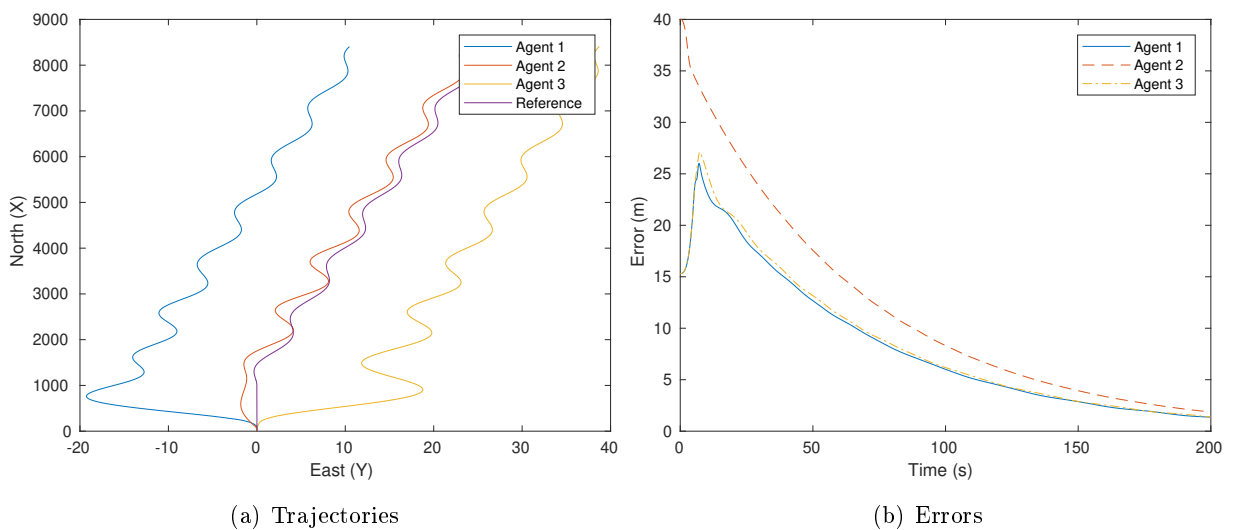 9000
8000
7000
6000
5000
4000
3000
2000
1000
0
North (X)
-20
-10
0
10
20
30
40
East (Y)
Agent 1
Agent 2
Agent 3
Reference
(a) Trajectories
40
35
30
25
20
15
10
5
0
Error (m)
0
50
100
150
200
Time (s)
Agent 1
Agent 2
Agent 3
(b) Errors